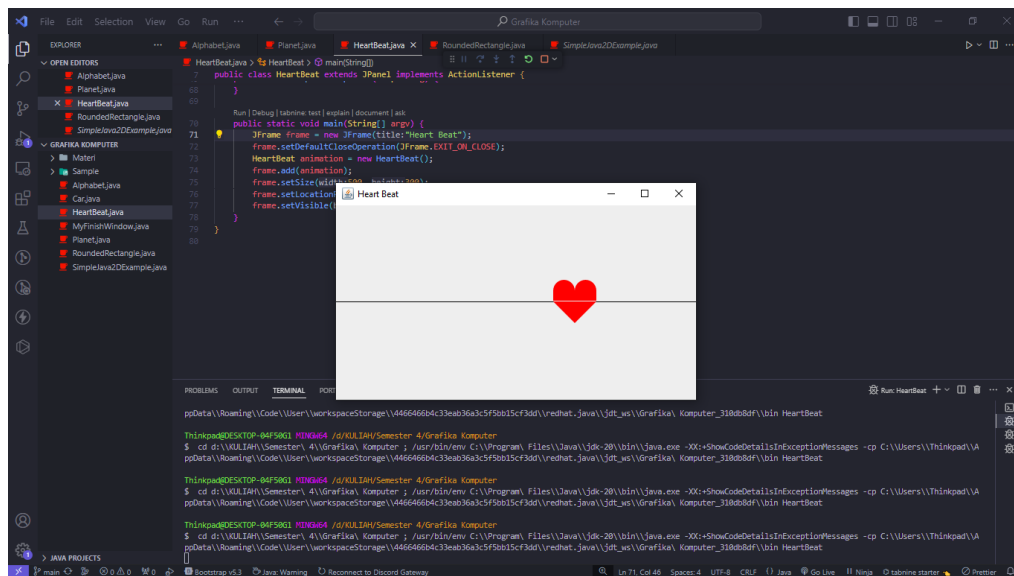 File Edit Selection View Go Run ··· Grafika Komputer
EXPLORER ···
Alphabet.java Planet.java HeartBeat.java RoundedRectangle.java SimpleJava2DExample.java
OPEN EDITORS
Alphabet.java
Planet.java
HeartBeat.java
RoundedRectangle.java
SimpleJava2DExample.java
GRAFIKA KOMPUTER
Materi
Sample
Alphabet.java
Car.java
HeartBeat.java
MyFinishWindow.java
Planet.java
RoundedRectangle.java
SimpleJava2DExample.java
JAVA PROJECTS
HeartBeat.java > HeartBeat > main(String[])
7 public class HeartBeat extends JPanel implements ActionListener {
68 }
69
Run | Debug | tabnine: test | explain | document | ask
70 public static void main(String[] argv) {
71 JFrame frame = new JFrame(title:"Heart Beat");
72 frame.setDefaultCloseOperation(JFrame.EXIT_ON_CLOSE);
73 HeartBeat animation = new HeartBeat();
74 frame.add(animation);
75 frame.setSize(width:500, height:300);
76 frame.setLocation
77 frame.setVisible(
78 }
79 }
80
Heart Beat
PROBLEMS OUTPUT TERMINAL PORT
Run: HeartBeat
ppData\\Roaming\\Code\\User\\workspaceStorage\\4466466b4c33eab36a3c5f5bb15cf3dd\\redhat.java\\jdt_ws\\Grafika\ Komputer_310db8df\\bin HeartBeat
Thinkpad@DESKTOP-04F50G1 MINGW64 /d/KULIAH/Semester 4/Grafika Komputer
$ cd d:\\KULIAH\\Semester\ 4\\Grafika\ Komputer ; /usr/bin/env C:\\Program\ Files\\Java\\jdk-20\\bin\\java.exe -XX:+ShowCodeDetailsInExceptionMessages -cp C:\\Users\\Thinkpad\\A
ppData\\Roaming\\Code\\User\\workspaceStorage\\4466466b4c33eab36a3c5f5bb15cf3dd\\redhat.java\\jdt_ws\\Grafika\ Komputer_310db8df\\bin HeartBeat
Thinkpad@DESKTOP-04F50G1 MINGW64 /d/KULIAH/Semester 4/Grafika Komputer
$ cd d:\\KULIAH\\Semester\ 4\\Grafika\ Komputer ; /usr/bin/env C:\\Program\ Files\\Java\\jdk-20\\bin\\java.exe -XX:+ShowCodeDetailsInExceptionMessages -cp C:\\Users\\Thinkpad\\A
ppData\\Roaming\\Code\\User\\workspaceStorage\\4466466b4c33eab36a3c5f5bb15cf3dd\\redhat.java\\jdt_ws\\Grafika\ Komputer_310db8df\\bin HeartBeat
Thinkpad@DESKTOP-04F50G1 MINGW64 /d/KULIAH/Semester 4/Grafika Komputer
$ cd d:\\KULIAH\\Semester\ 4\\Grafika\ Komputer ; /usr/bin/env C:\\Program\ Files\\Java\\jdk-20\\bin\\java.exe -XX:+ShowCodeDetailsInExceptionMessages -cp C:\\Users\\Thinkpad\\A
ppData\\Roaming\\Code\\User\\workspaceStorage\\4466466b4c33eab36a3c5f5bb15cf3dd\\redhat.java\\jdt_ws\\Grafika\ Komputer_310db8df\\bin HeartBeat
main 0 0 0 Bootstrap v5.3 Java: Warning Reconnect to Discord Gateway Ln 71, Col 46 Spaces: 4 UTF-8 CRLF {} Java Go Live Ninja tabnine starter Prettier